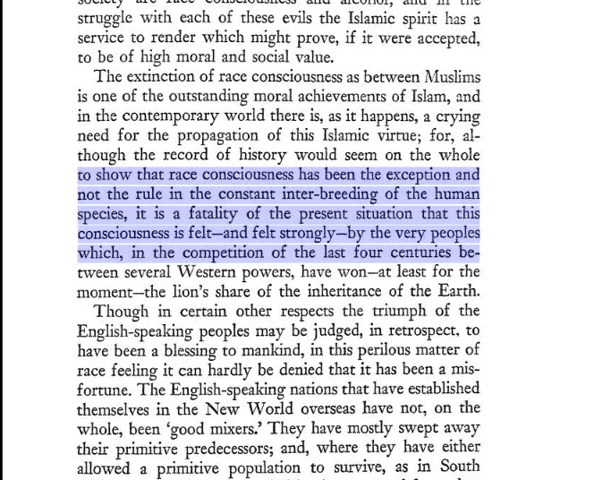 society are race consciousness and alcohol; and in the
struggle with each of these evils the Islamic spirit has a
service to render which might prove, if it were accepted,
to be of high moral and social value.
The extinction of race consciousness as between Muslims
is one of the outstanding moral achievements of Islam, and
in the contemporary world there is, as it happens, a crying
need for the propagation of this Islamic virtue; for, al-
though the record of history would seem on the whole
to show that race consciousness has been the exception and
not the rule in the constant inter-breeding of the human
species, it is a fatality of the present situation that this
consciousness is felt—and felt strongly—by the very peoples
which, in the competition of the last four centuries be-
tween several Western powers, have won—at least for the
moment—the lion's share of the inheritance of the Earth.
Though in certain other respects the triumph of the
English-speaking peoples may be judged, in retrospect, to
have been a blessing to mankind, in this perilous matter of
race feeling it can hardly be denied that it has been a mis-
fortune. The English-speaking nations that have established
themselves in the New World overseas have not, on the
whole, been 'good mixers.' They have mostly swept away
their primitive predecessors; and, where they have either
allowed a primitive population to survive, as in South